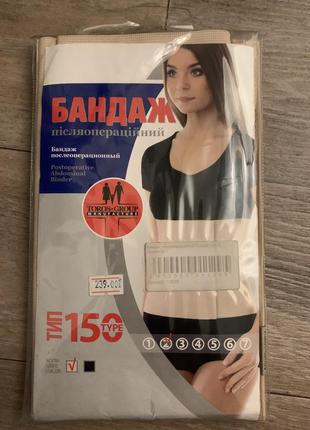 БАНДАЖ
післяопераційний
Бандаж
послеоперационный
Postoperative
Abdominal
Binder
TOROS-GROUP
MANUFACTURE
239-00
ТИП 150 TYPE
1 2 3 4 5 6 7